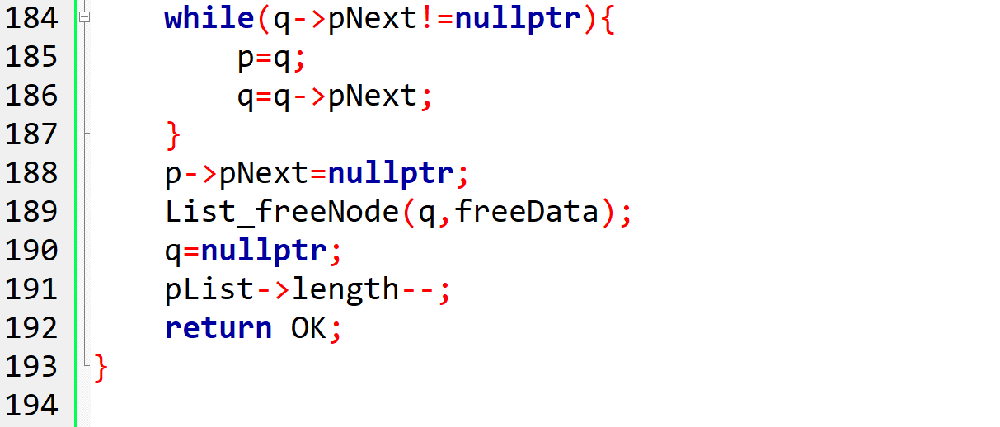 184 while(q->pNext!=nullptr){
185 p=q;
186 q=q->pNext;
187 }
188 p->pNext=nullptr;
189 List_freeNode(q,freeData);
190 q=nullptr;
191 pList->length--;
192 return OK;
193 }
194